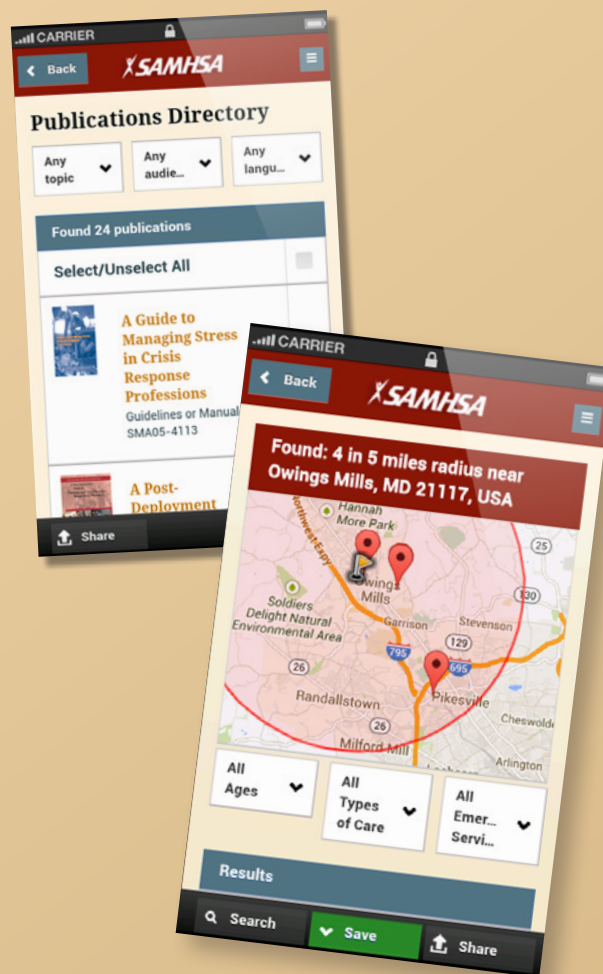 CARRIER
Back
SAMHSA
Publications Directory
Any
topic
Any
audie...
Any
langu...
Found 24 publications
Select/Unselect All
A Guide to
Managing Stress
in Crisis
Response
Professions
Guidelines or Manual
SMA05-4113
A Post-
Deployment
Share
CARRIER
Back
SAMHSA
Found: 4 in 5 miles radius near
Owings Mills, MD 21117, USA
Hannah
More Park
Northwest Expy
25
Owings
Mills
130
Soldiers
Delight Natural
Environmental Area
Garrison
Stevenson
129
795
695
26
Pikesville
Randallstown
26
Cheswolde
Milford Mill
Arlington
All
Ages
All
Types
of Care
All
Emer...
Servi...
Results
Search
Save
Share